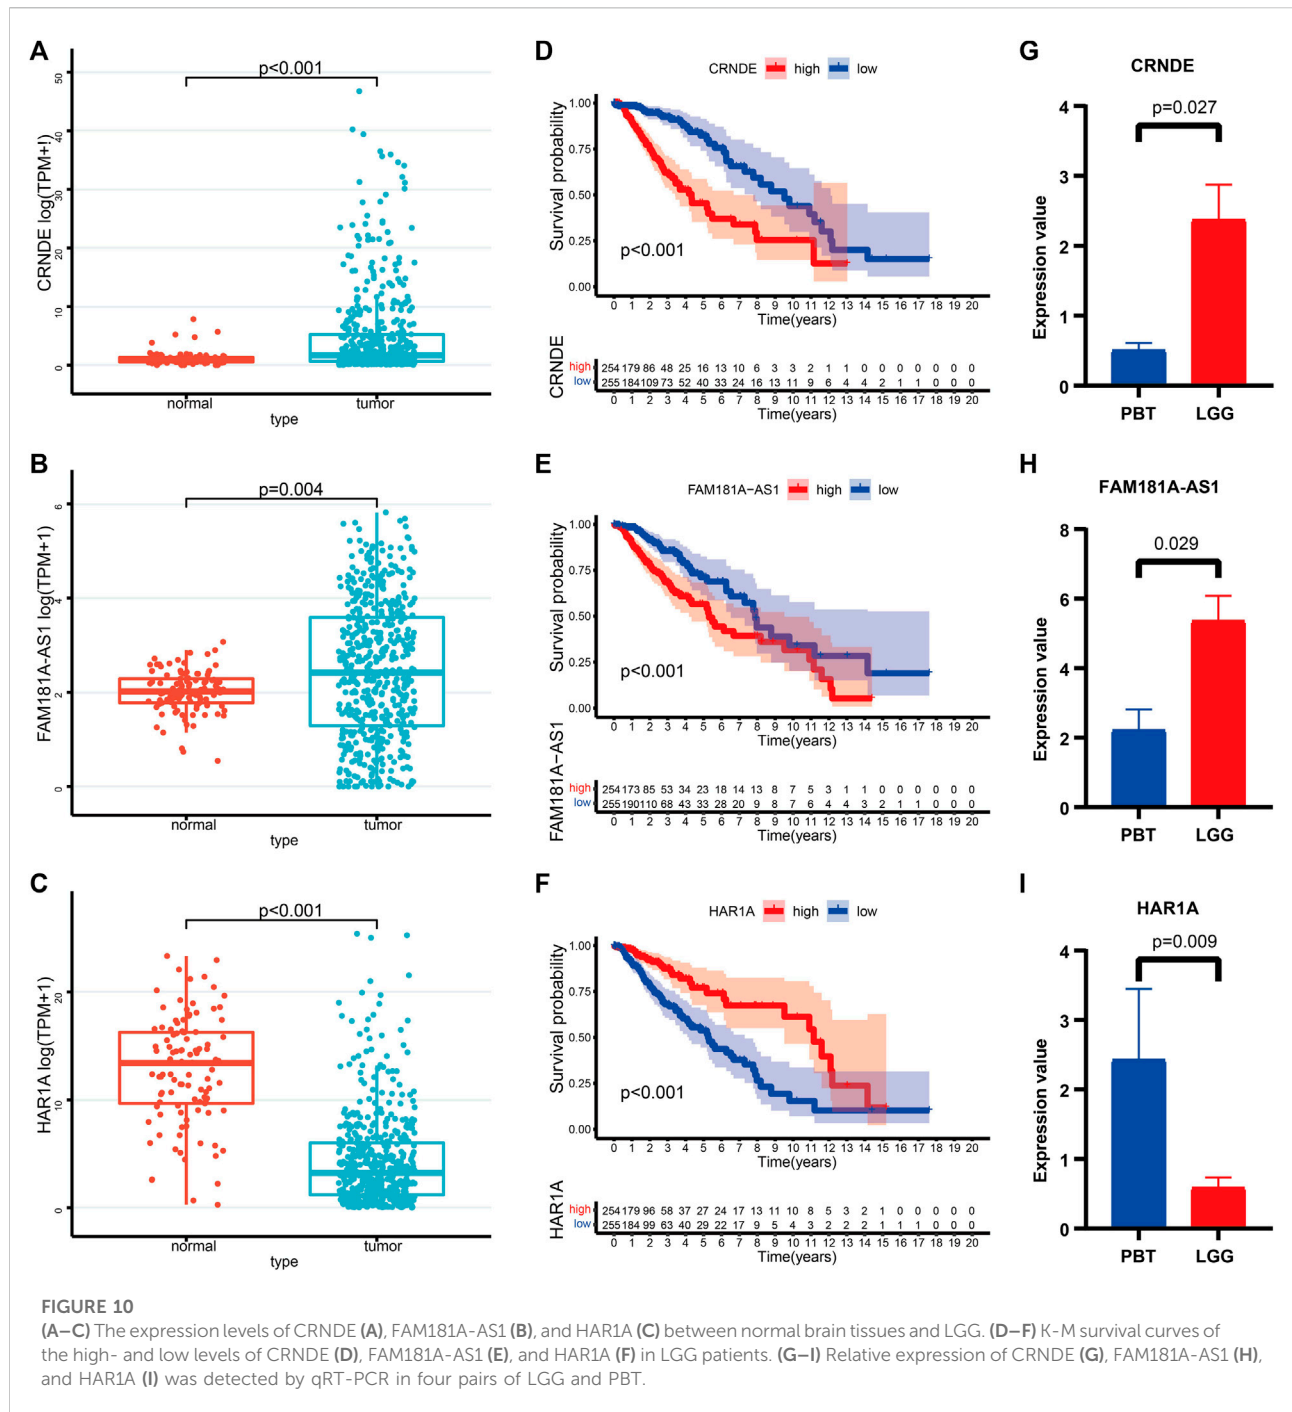 A
p<0.001
CRNDE log(TPM+!)
50
40
30
20
10
0
normal tumor
type
B
p=0.004
FAM181A-AS1 log(TPM+1)
6
4
2
0
normal tumor
type
C
p<0.001
HAR1A log(TPM+1)
20
10
0
normal tumor
type
D
CRNDE high low
Survival probability
1.00
0.75
0.50
0.25
0.00
p<0.001
0 1 2 3 4 5 6 7 8 9 10 11 12 13 14 15 16 17 18 19 20
Time(years)
CRNDE
high 254 179 86 48 25 16 13 10 6 3 3 2 1 1 0 0 0 0 0 0 0
low 255 184 109 73 52 40 33 24 16 13 11 9 6 4 4 2 1 1 0 0 0
0 1 2 3 4 5 6 7 8 9 10 11 12 13 14 15 16 17 18 19 20
Time(years)
E
FAM181A−AS1 high low
Survival probability
1.00
0.75
0.50
0.25
0.00
p<0.001
0 1 2 3 4 5 6 7 8 9 10 11 12 13 14 15 16 17 18 19 20
Time(years)
FAM181A−AS1
high 254 173 85 53 34 23 18 14 13 8 7 5 3 1 1 0 0 0 0 0 0
low 255 190 110 68 43 33 28 20 9 8 7 6 4 4 3 2 1 1 0 0 0
0 1 2 3 4 5 6 7 8 9 10 11 12 13 14 15 16 17 18 19 20
Time(years)
F
HAR1A high low
Survival probability
1.00
0.75
0.50
0.25
0.00
p<0.001
0 1 2 3 4 5 6 7 8 9 10 11 12 13 14 15 16 17 18 19 20
Time(years)
HAR1A
high 254 179 96 58 37 27 24 17 13 11 10 8 5 3 2 1 0 0 0 0 0
low 255 184 99 63 40 29 22 17 9 5 4 3 2 2 2 1 1 1 0 0 0
0 1 2 3 4 5 6 7 8 9 10 11 12 13 14 15 16 17 18 19 20
Time(years)
G
CRNDE
p=0.027
Expression value
4
3
2
1
0
PBT LGG
H
FAM181A-AS1
0.029
Expression value
8
6
4
2
0
PBT LGG
I
HAR1A
p=0.009
Expression value
4
3
2
1
0
PBT LGG
FIGURE 10
(A–C) The expression levels of CRNDE (A), FAM181A-AS1 (B), and HAR1A (C) between normal brain tissues and LGG. (D–F) K-M survival curves of
the high- and low levels of CRNDE (D), FAM181A-AS1 (E), and HAR1A (F) in LGG patients. (G–I) Relative expression of CRNDE (G), FAM181A-AS1 (H),
and HAR1A (I) was detected by qRT-PCR in four pairs of LGG and PBT.